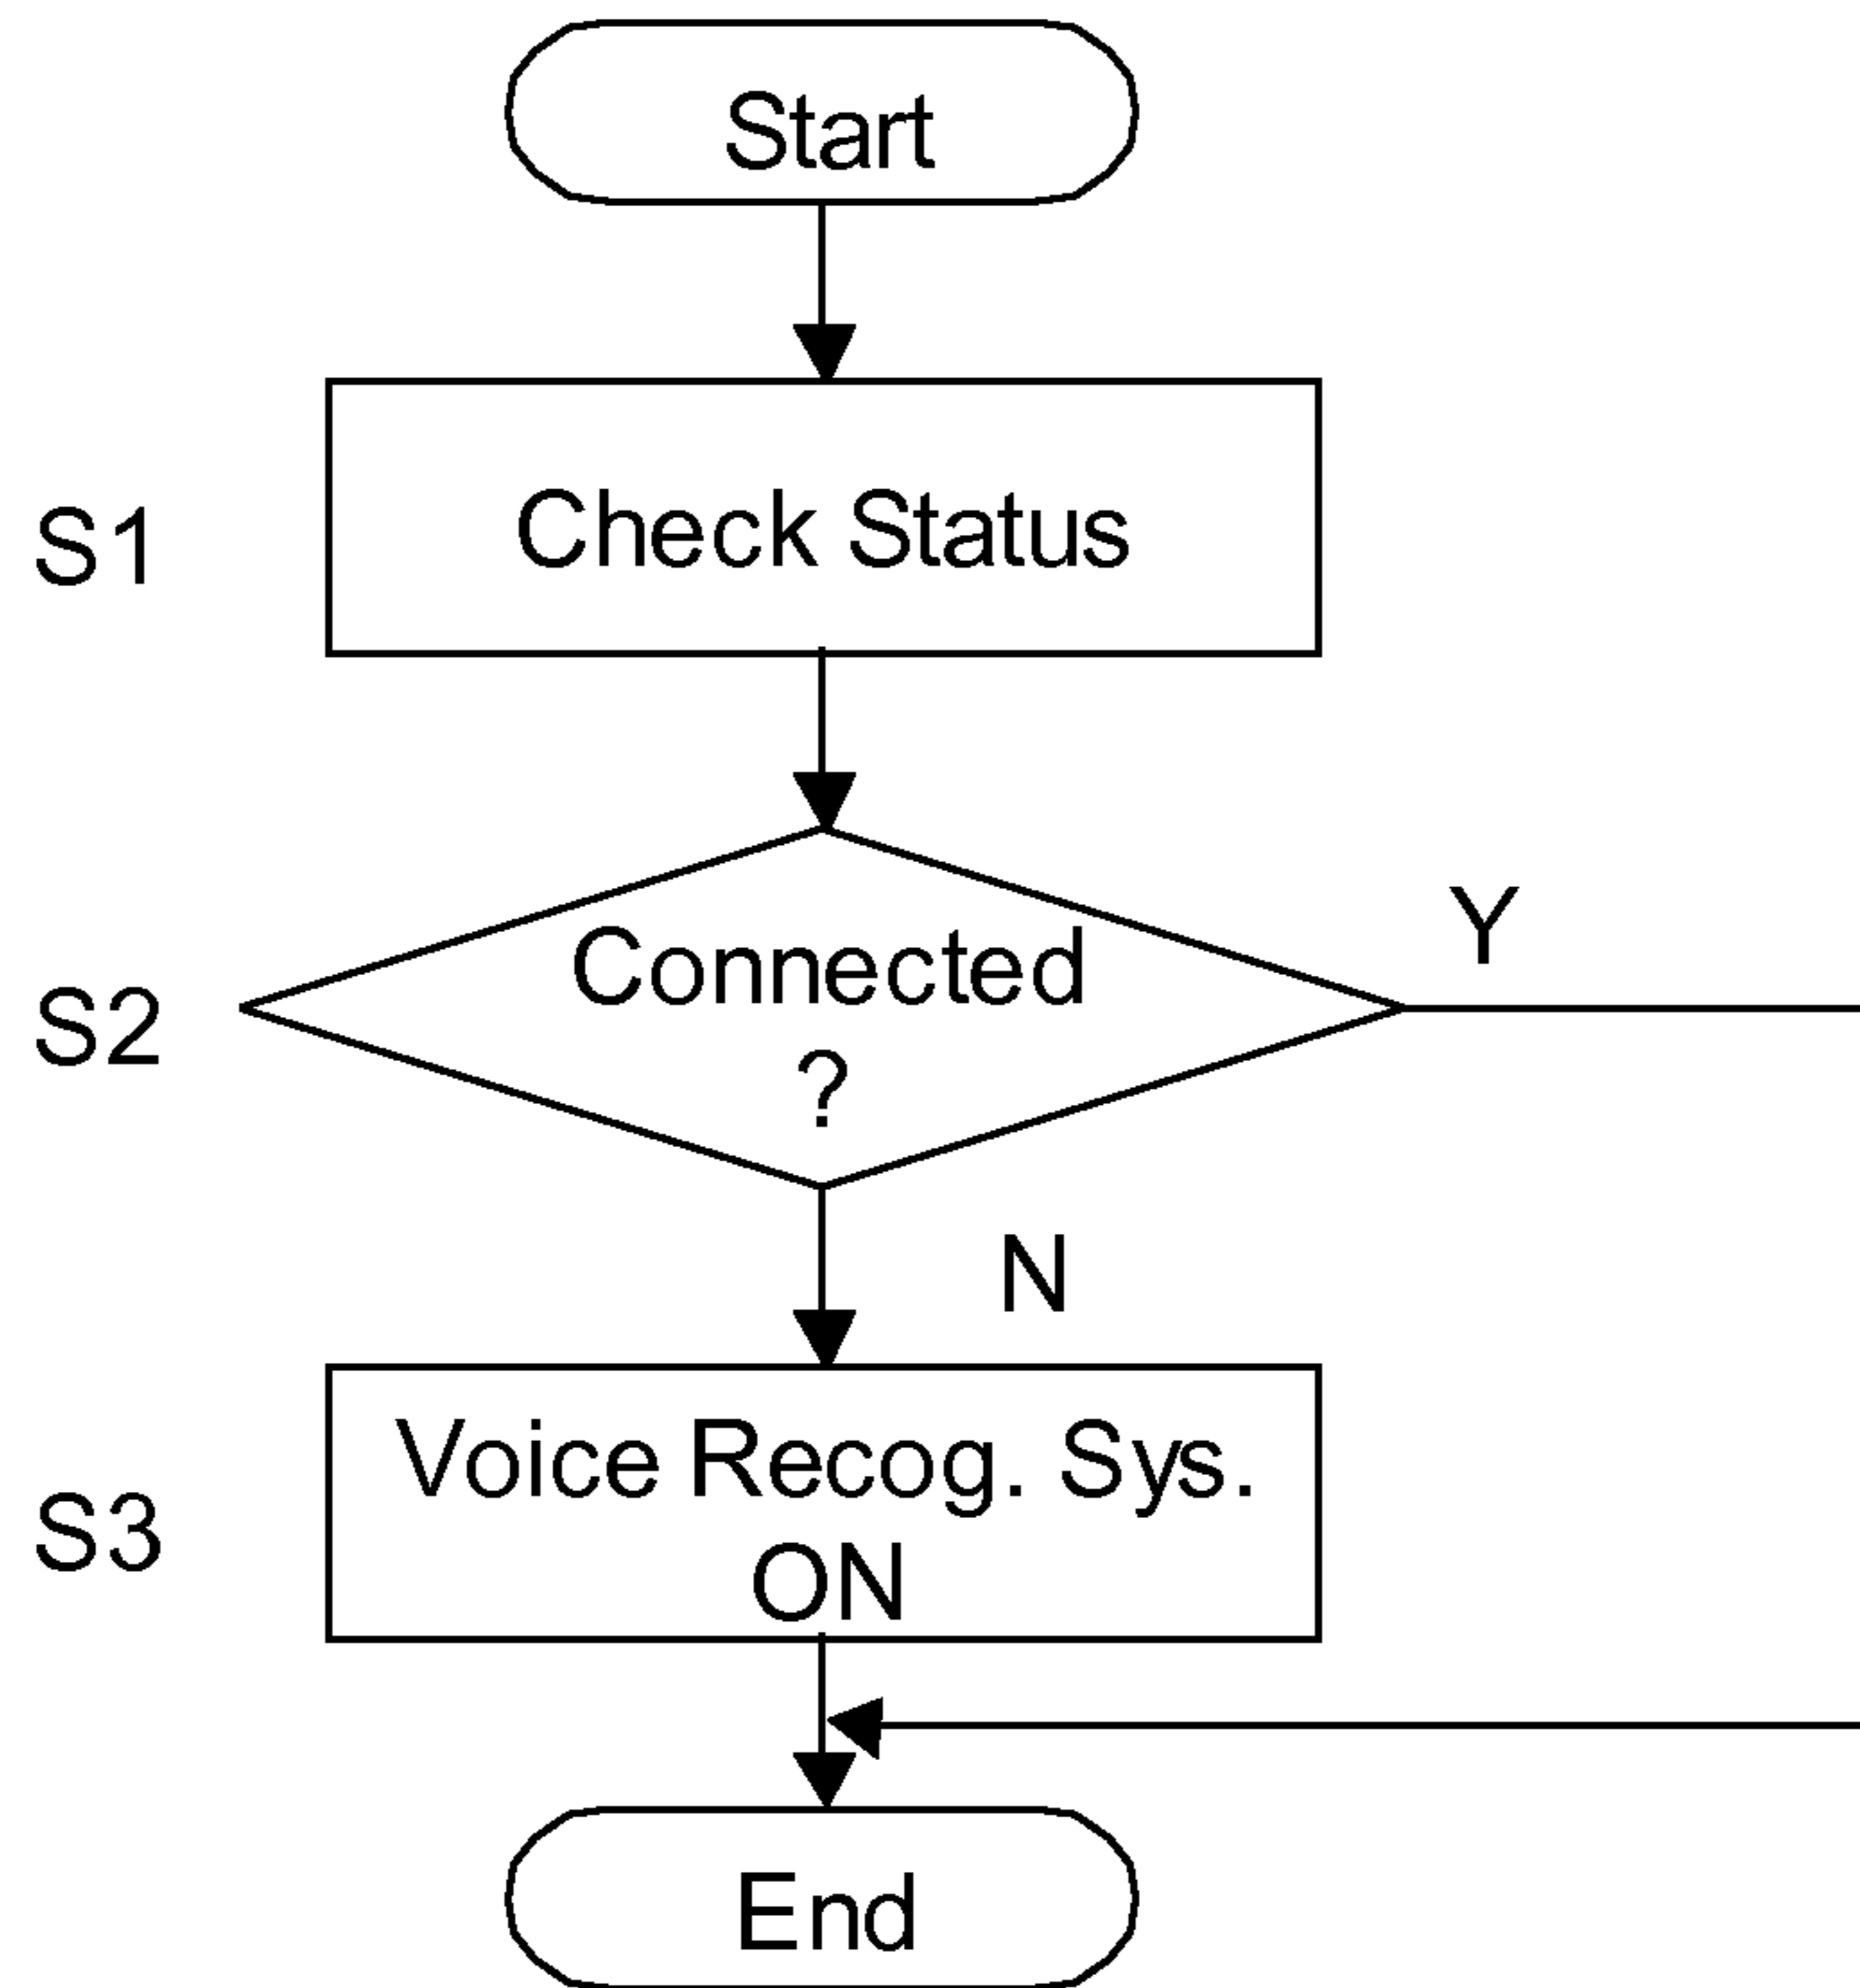 Start
S1
Check Status
S2
Connected
?
Y
N
S3
Voice Recog. Sys.
ON
End